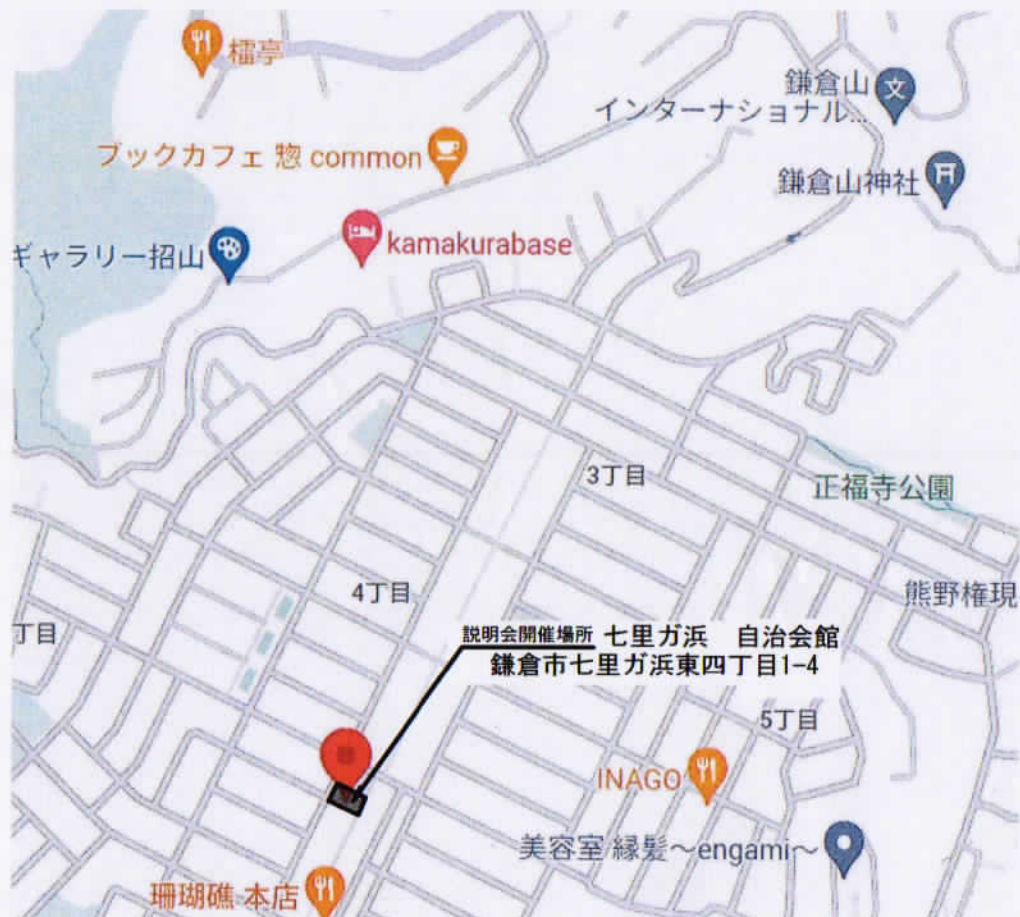 檑亭
鎌倉山
インターナショナル...
ブックカフェ 惣 common
鎌倉山神社
ギャラリー招山
kamakurabase
3丁目
正福寺公園
4丁目
熊野権現
丁目
説明会開催場所 七里ガ浜 自治会館
鎌倉市七里ガ浜東四丁目1-4
5丁目
INAGO
美容室 縁髪～engami～
珊瑚礁 本店